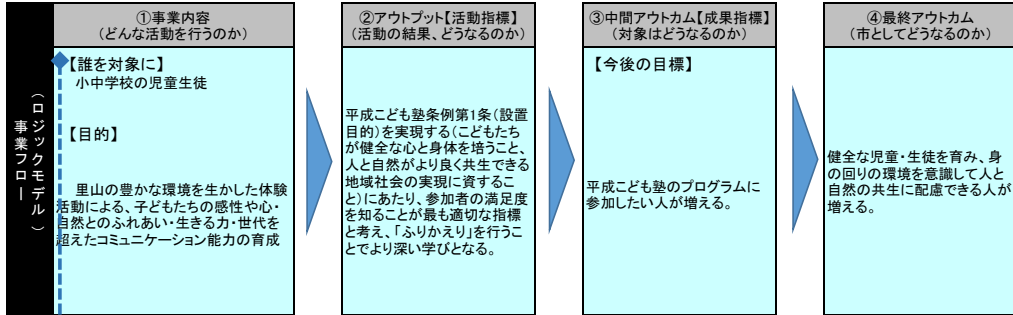 事業フロー
(ロジックモデル)
①事業内容
(どんな活動を行うのか)
【誰を対象に】
小中学校の児童生徒
【目的】
里山の豊かな環境を生かした体験
活動による、子どもたちの感性や心・
自然とのふれあい・生きる力・世代を
超えたコミュニケーション能力の育成
②アウトプット【活動指標】
(活動の結果、どうなるのか)
平成こども塾条例第1条(設置
目的)を実現する(こどもたち
が健全な心と身体を培うこと、
人と自然がより良く共生できる
地域社会の実現に資するこ
と)にあたり、参加者の満足度
を知ることが最も適切な指標
と考え、「ふりかえり」を行うこ
とでより深い学びとなる。
③中間アウトカム【成果指標】
(対象はどうなるのか)
【今後の目標】
平成こども塾のプログラムに
参加したい人が増える。
④最終アウトカム
(市としてどうなるのか)
健全な児童・生徒を育み、身
の回りの環境を意識して人と
自然の共生に配慮できる人が
増える。